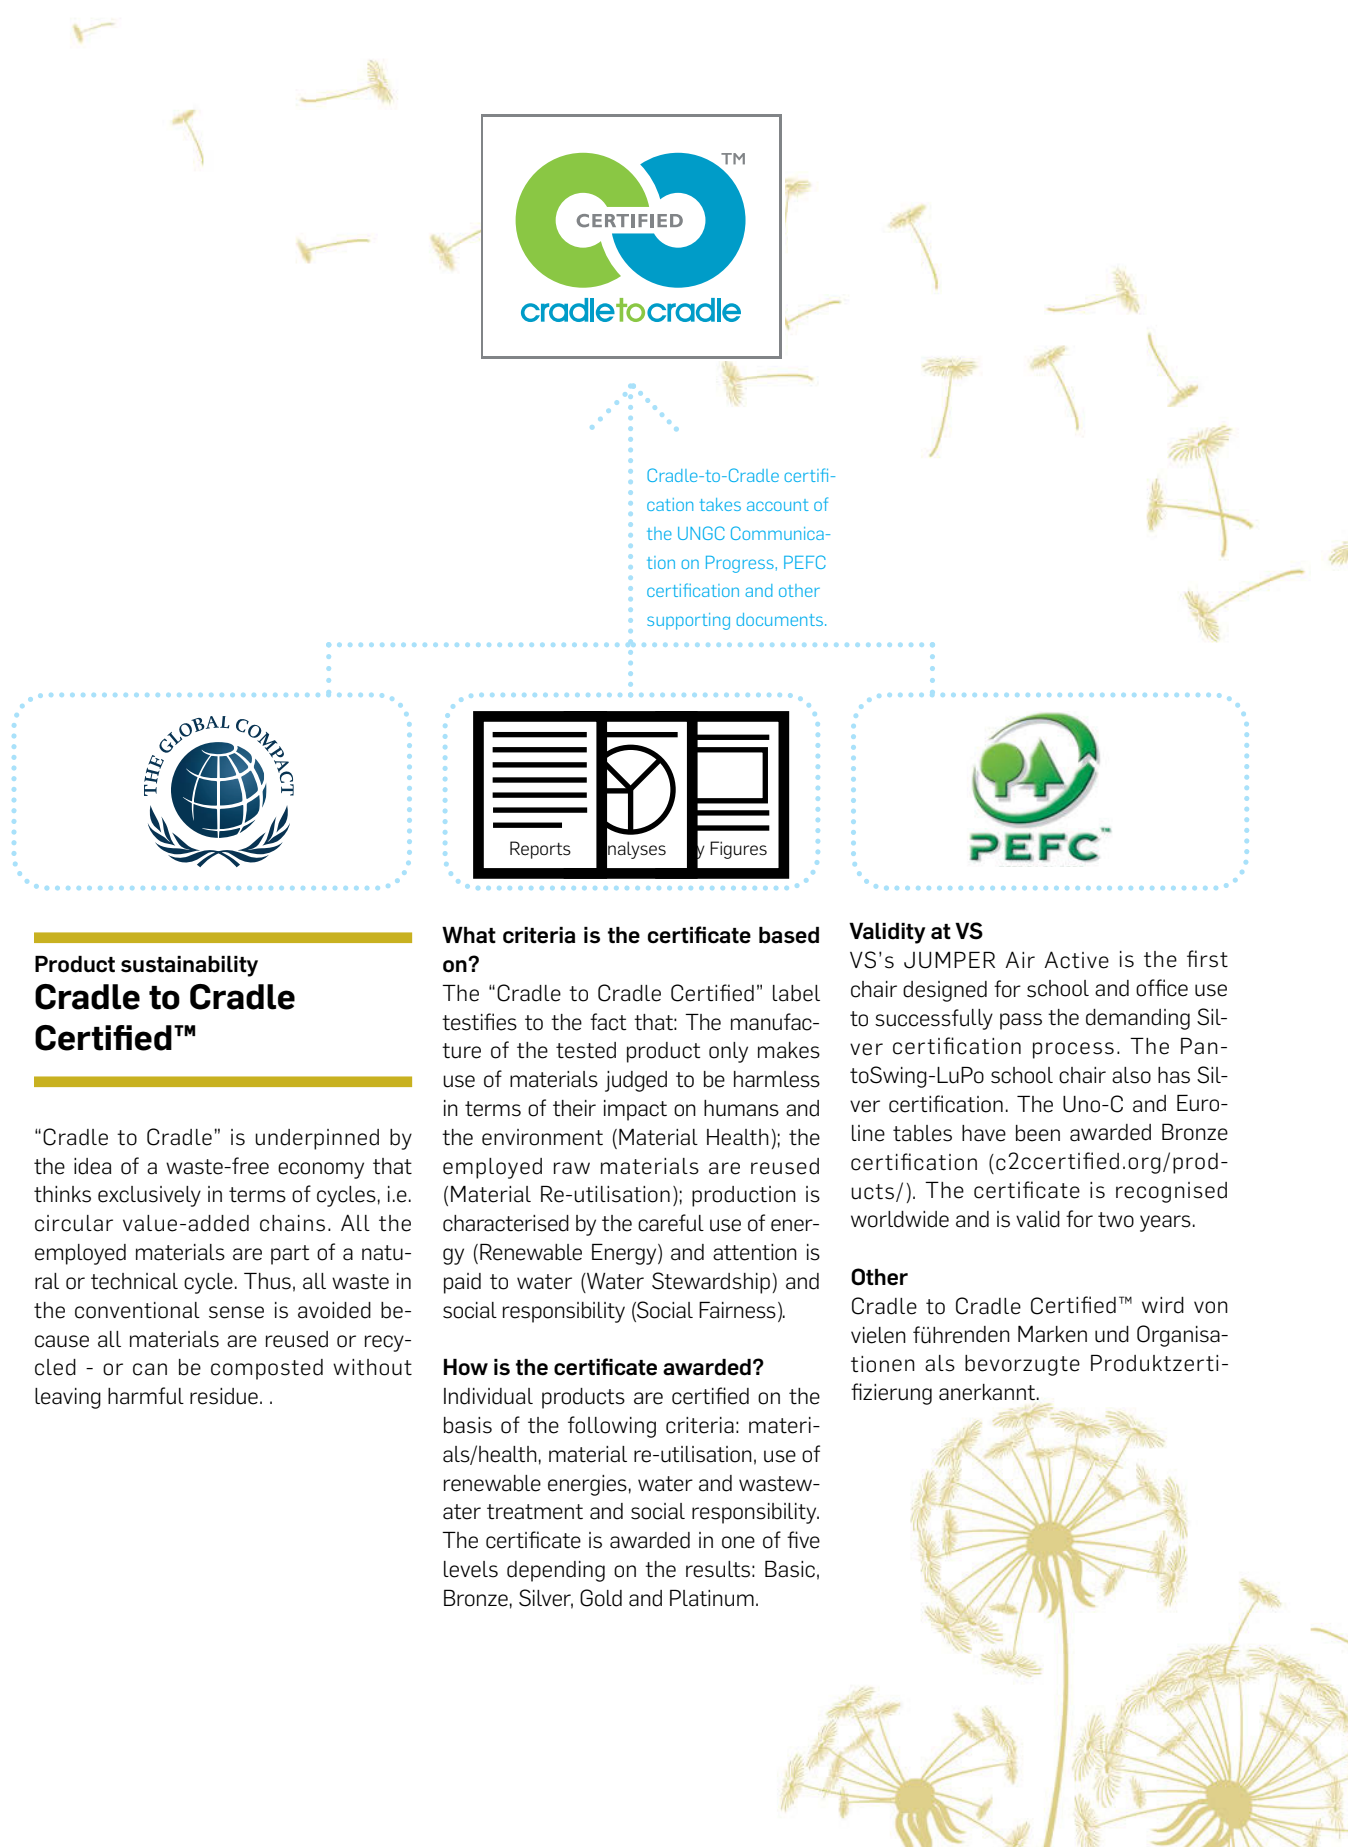 TM
CERTIFIED
cradletocradle
Cradle-to-Cradle certifi-
cation takes account of
the UNGC Communica-
tion on Progress, PEFC
certification and other
supporting documents.
THE GLOBAL COMPACT
Reports
nalyses
y Figures
PEFC™
Product sustainability
Cradle to Cradle
Certified™
“Cradle to Cradle” is underpinned by
the idea of a waste-free economy that
thinks exclusively in terms of cycles, i.e.
circular value-added chains. All the
employed materials are part of a natu-
ral or technical cycle. Thus, all waste in
the conventional sense is avoided be-
cause all materials are reused or recy-
cled - or can be composted without
leaving harmful residue. .
What criteria is the certificate based
on?
The “Cradle to Cradle Certified” label
testifies to the fact that: The manufac-
ture of the tested product only makes
use of materials judged to be harmless
in terms of their impact on humans and
the environment (Material Health); the
employed raw materials are reused
(Material Re-utilisation); production is
characterised by the careful use of ener-
gy (Renewable Energy) and attention is
paid to water (Water Stewardship) and
social responsibility (Social Fairness).
How is the certificate awarded?
Individual products are certified on the
basis of the following criteria: materi-
als/health, material re-utilisation, use of
renewable energies, water and wastew-
ater treatment and social responsibility.
The certificate is awarded in one of five
levels depending on the results: Basic,
Bronze, Silver, Gold and Platinum.
Validity at VS
VS’s JUMPER Air Active is the first
chair designed for school and office use
to successfully pass the demanding Sil-
ver certification process. The Pan-
toSwing-LuPo school chair also has Sil-
ver certification. The Uno-C and Euro-
line tables have been awarded Bronze
certification (c2ccertified.org/prod-
ucts/). The certificate is recognised
worldwide and is valid for two years.
Other
Cradle to Cradle Certified™ wird von
vielen führenden Marken und Organisa-
tionen als bevorzugte Produktzerti-
fizierung anerkannt.